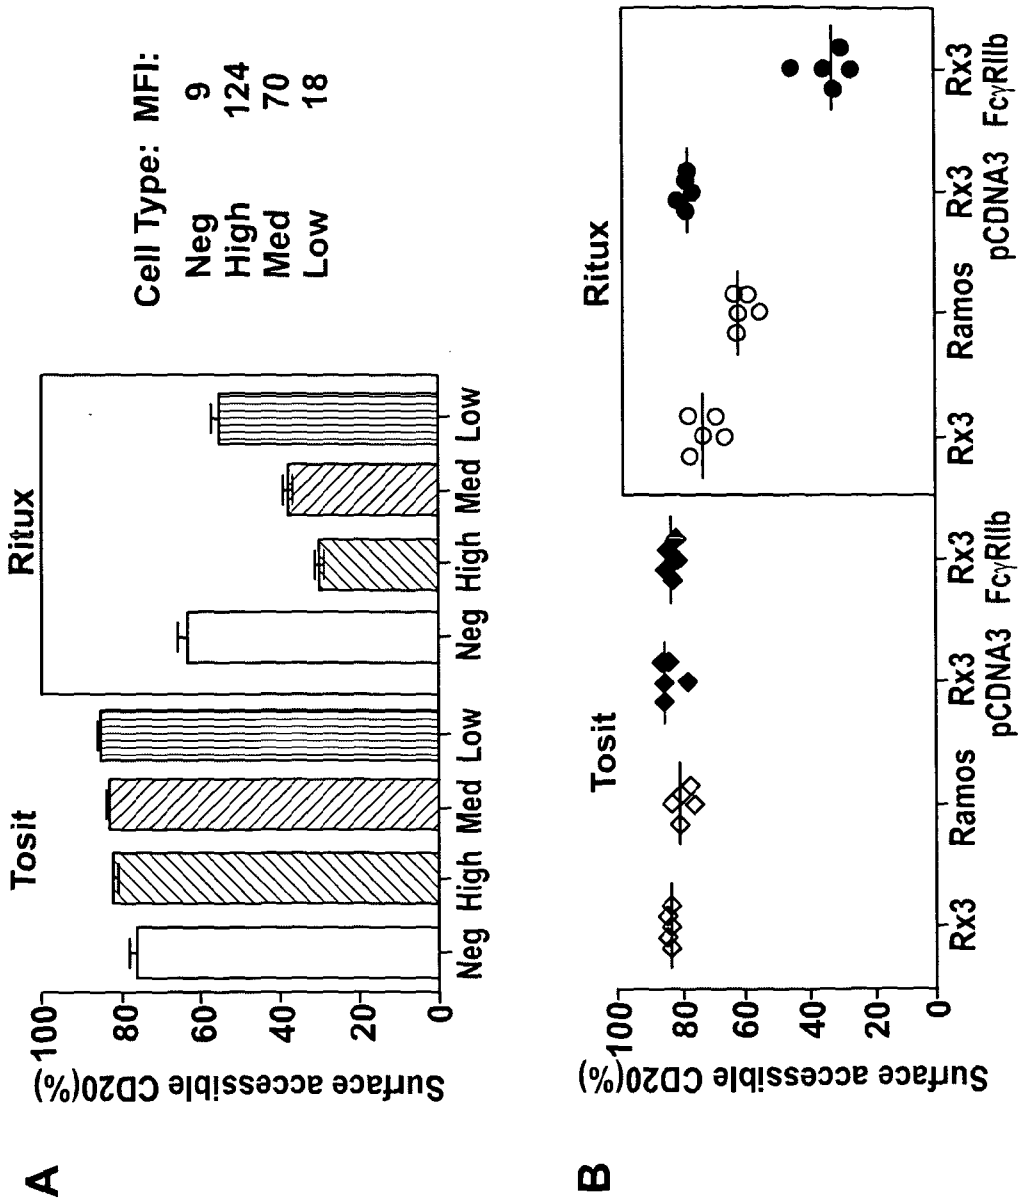 A
Tosit
Ritux
Surface accessible CD20(%)
100
80
60
40
20
0
Neg High Med Low Neg High Med Low
Cell Type: MFI:
Neg 9
High 124
Med 70
Low 18
B
Tosit
Ritux
Surface accessible CD20(%)
100
80
60
40
20
0
Rx3 Ramos Rx3 Rx3 Rx3 Ramos Rx3 Rx3
pCDNA3 FcγRIIb pCDNA3 FcγRIIb